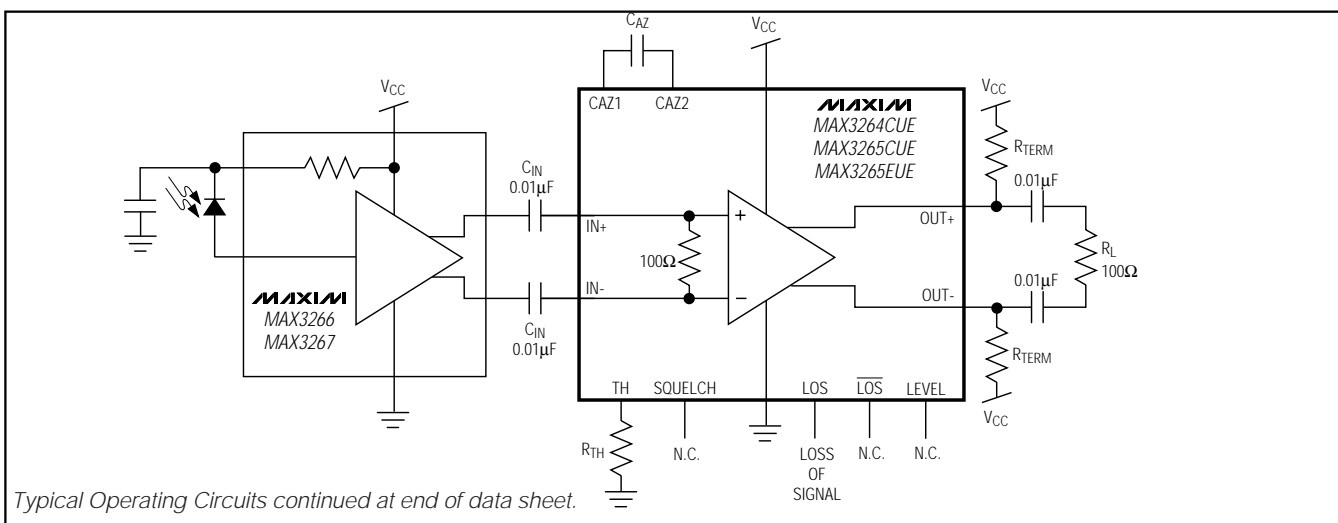 CAZ
VCC
CAZ1
CAZ2
MAXIM
MAX3264CUE
MAX3265CUE
MAX3265EUE
VCC
RTERM
0.01µF
VCC
CIN
0.01µF
IN+
100Ω
+
OUT+
RL
100Ω
IN-
−
OUT-
0.01µF
MAXIM
MAX3266
MAX3267
CIN
0.01µF
RTERM
VCC
TH
SQUELCH
LOS
LOS
LEVEL
RTH
N.C.
LOSS
OF
SIGNAL
N.C.
N.C.
Typical Operating Circuits continued at end of data sheet.